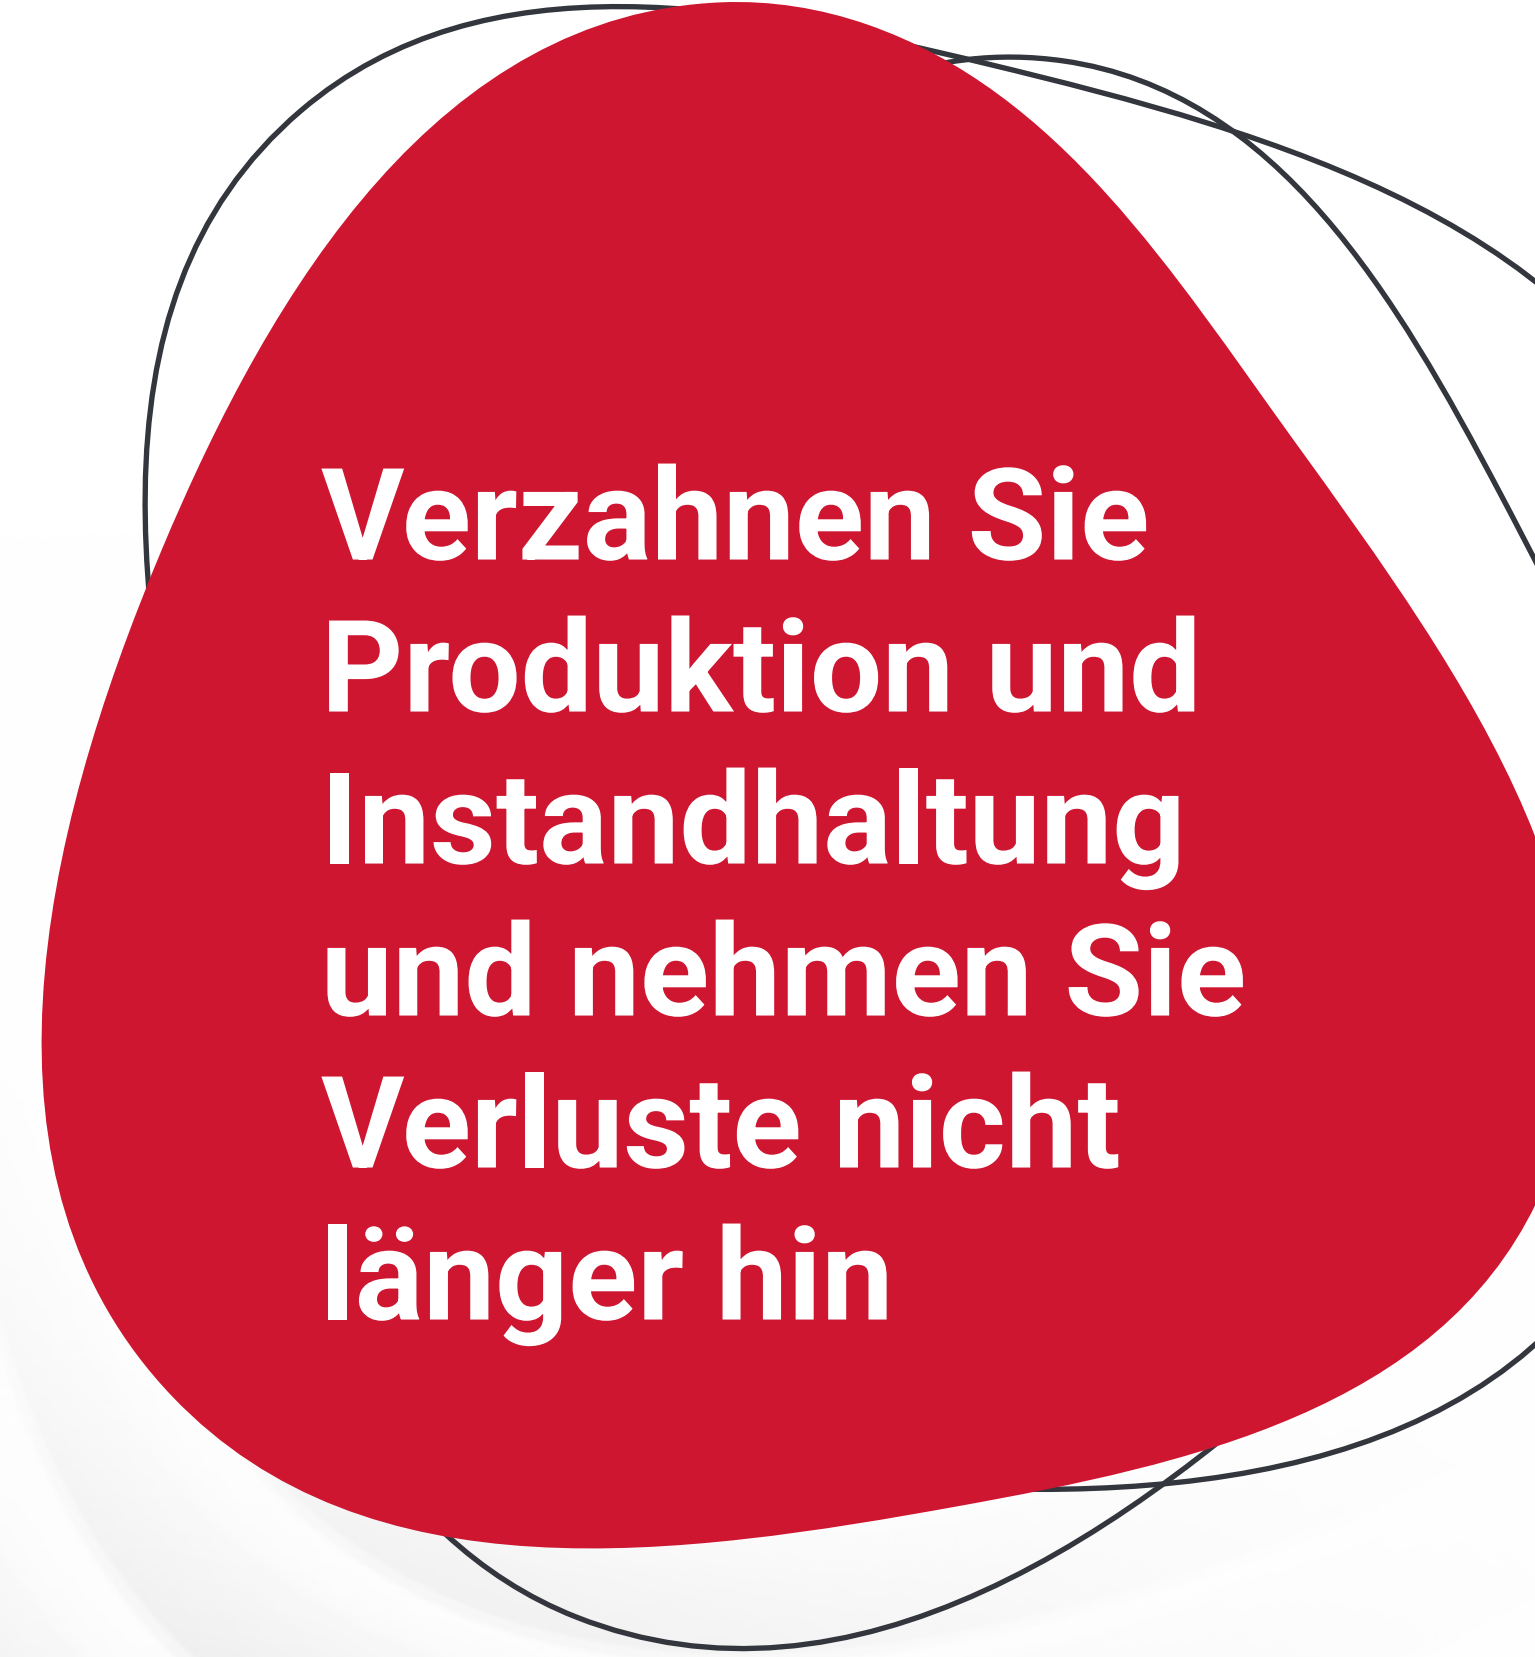 Verzahnen Sie
Produktion und
Instandhaltung
und nehmen Sie
Verluste nicht
länger hin